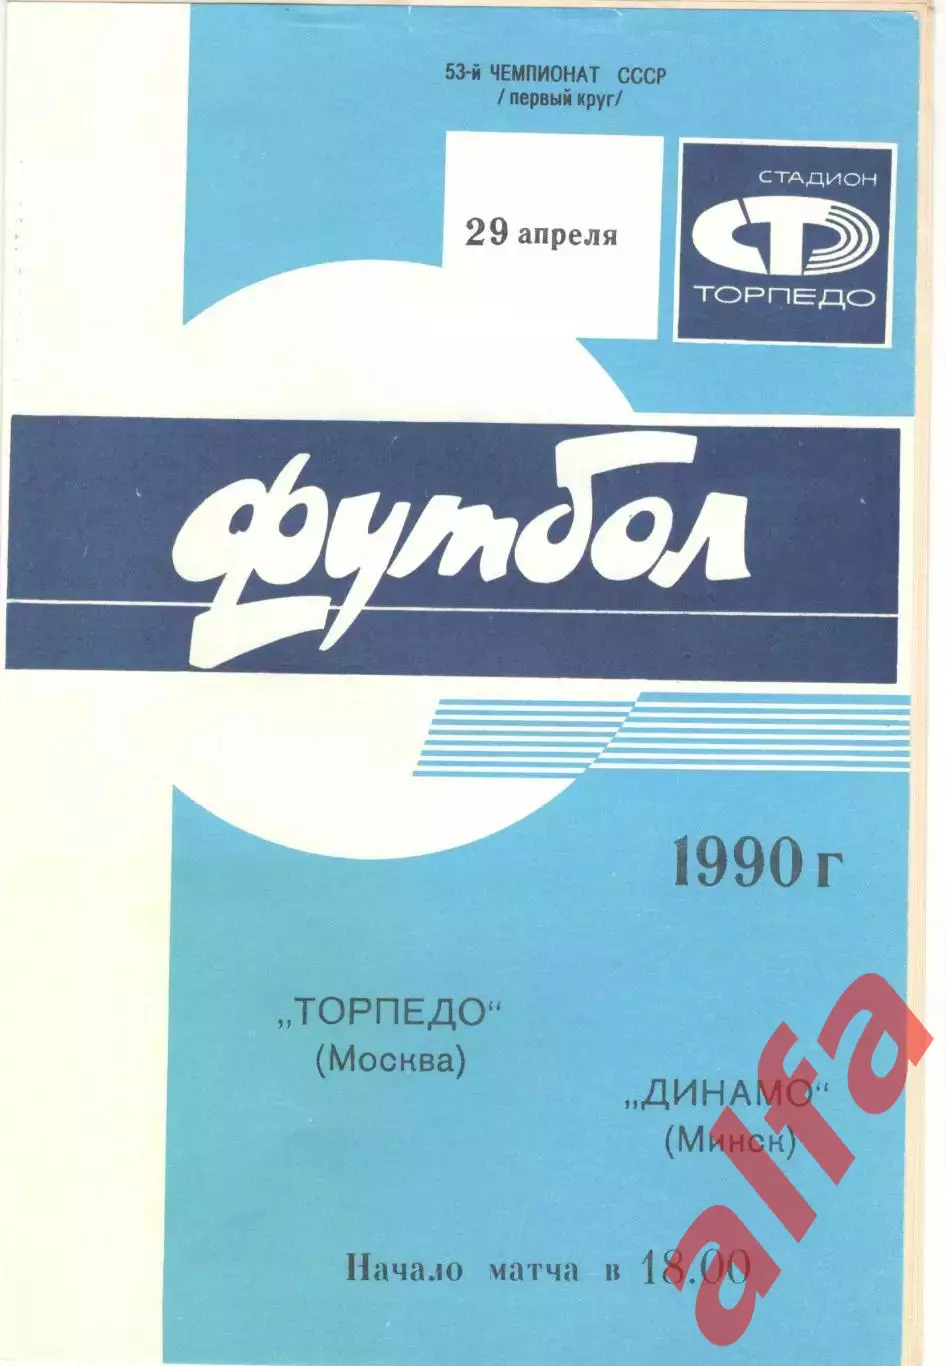 53-й ЧЕМПИОНАТ СССР
/первый круг/
29 апреля
СТАДИОН
СТ
ТОРПЕДО
футбол
1990 г
„ТОРПЕДО“
(Москва)
„ДИНАМО“
(Минск)
Начало матча в 18.00
alfa